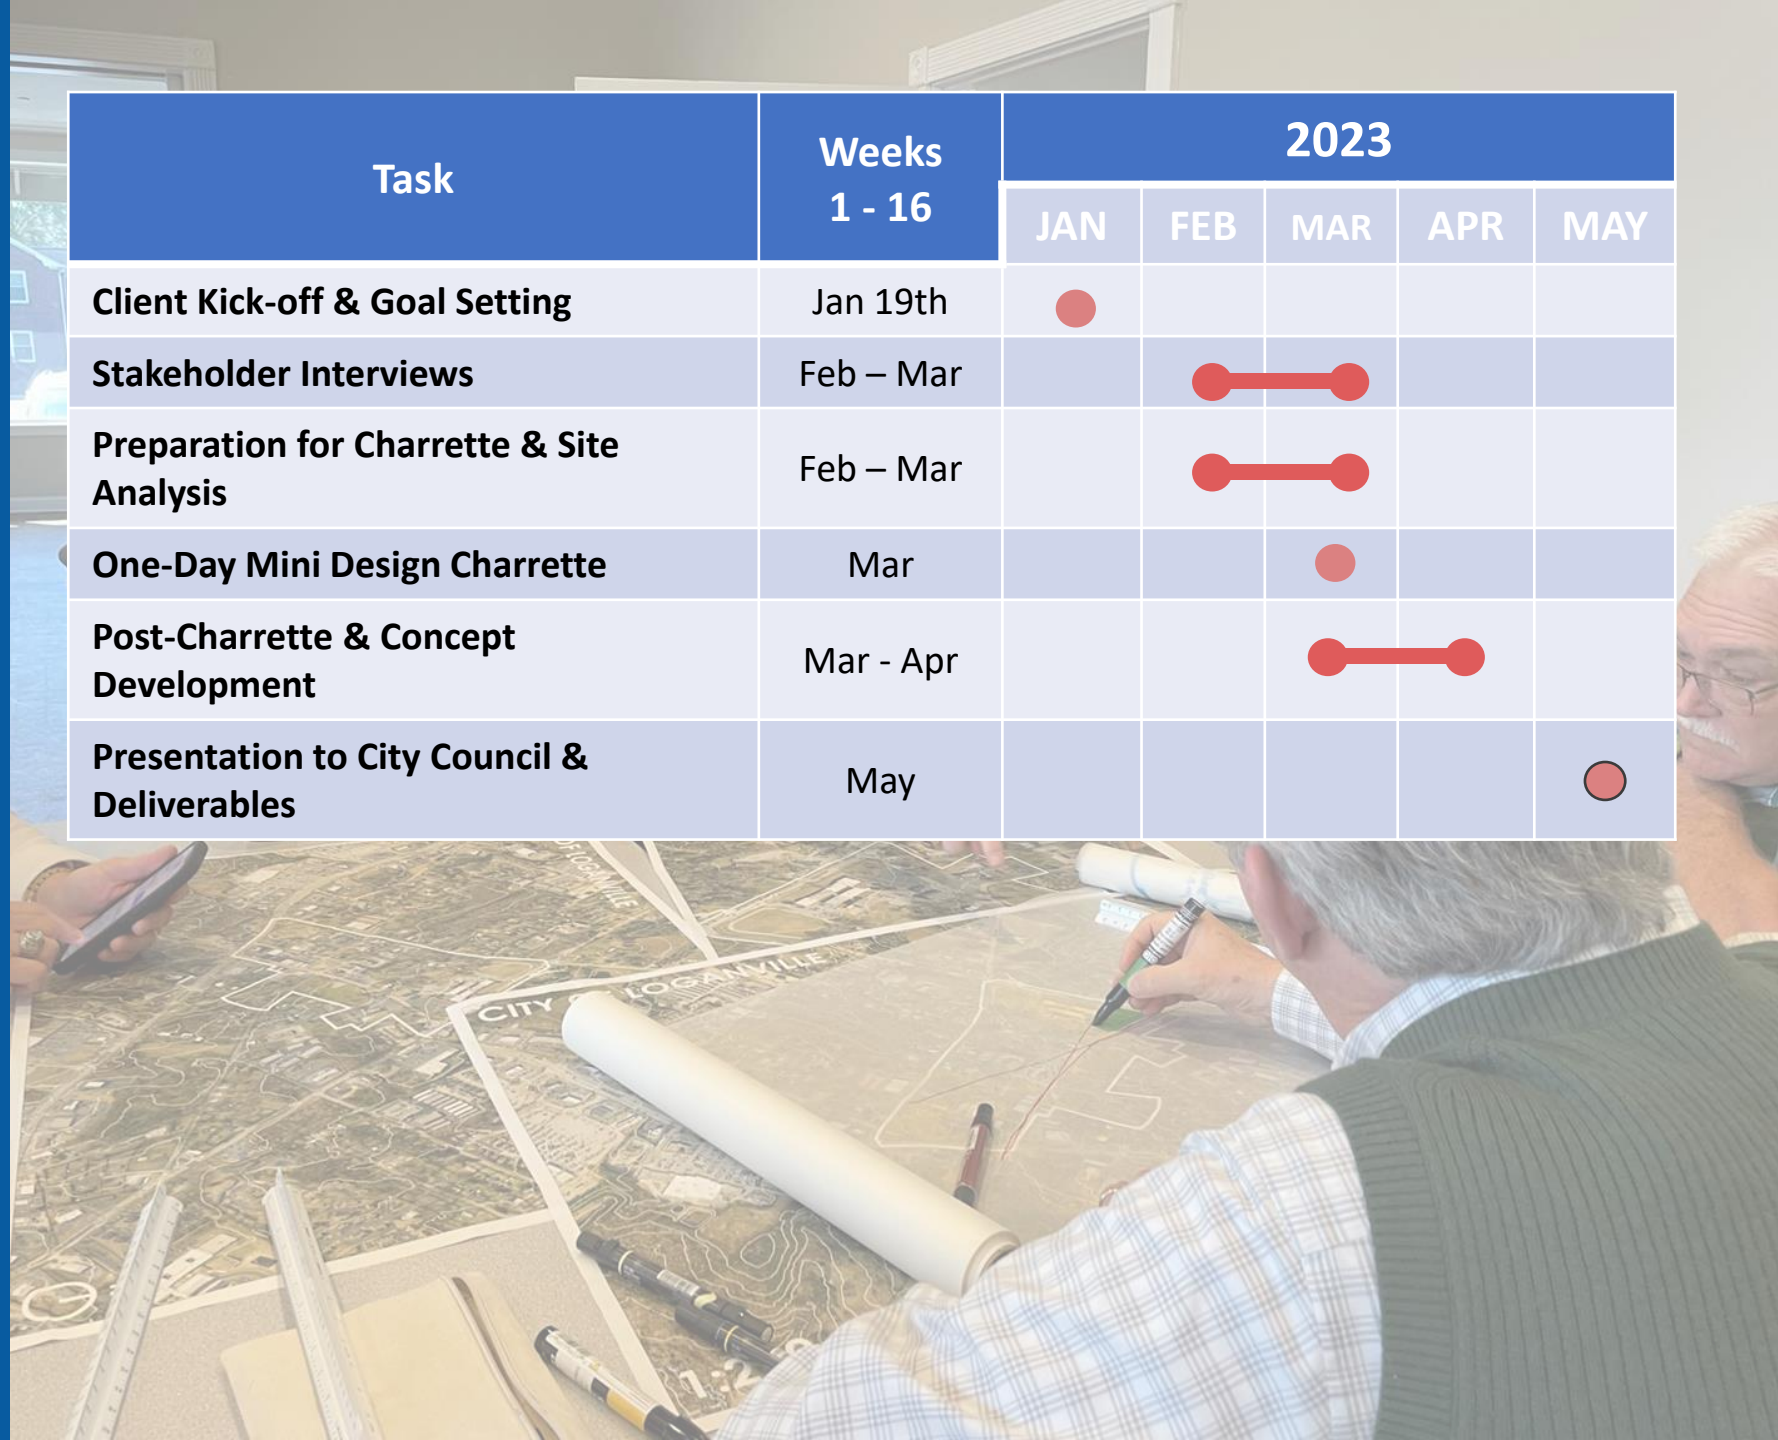 Task
Weeks
1 - 16
2023
JAN FEB MAR APR MAY
Client Kick-off & Goal Setting Jan 19th
Stakeholder Interviews Feb – Mar
Preparation for Charrette & Site
Analysis
Feb – Mar
One-Day Mini Design Charrette Mar
Post-Charrette & Concept
Development
Mar - Apr
Presentation to City Council &
Deliverables
May
OF LOGANVILLE
CITY LOGANVILLE